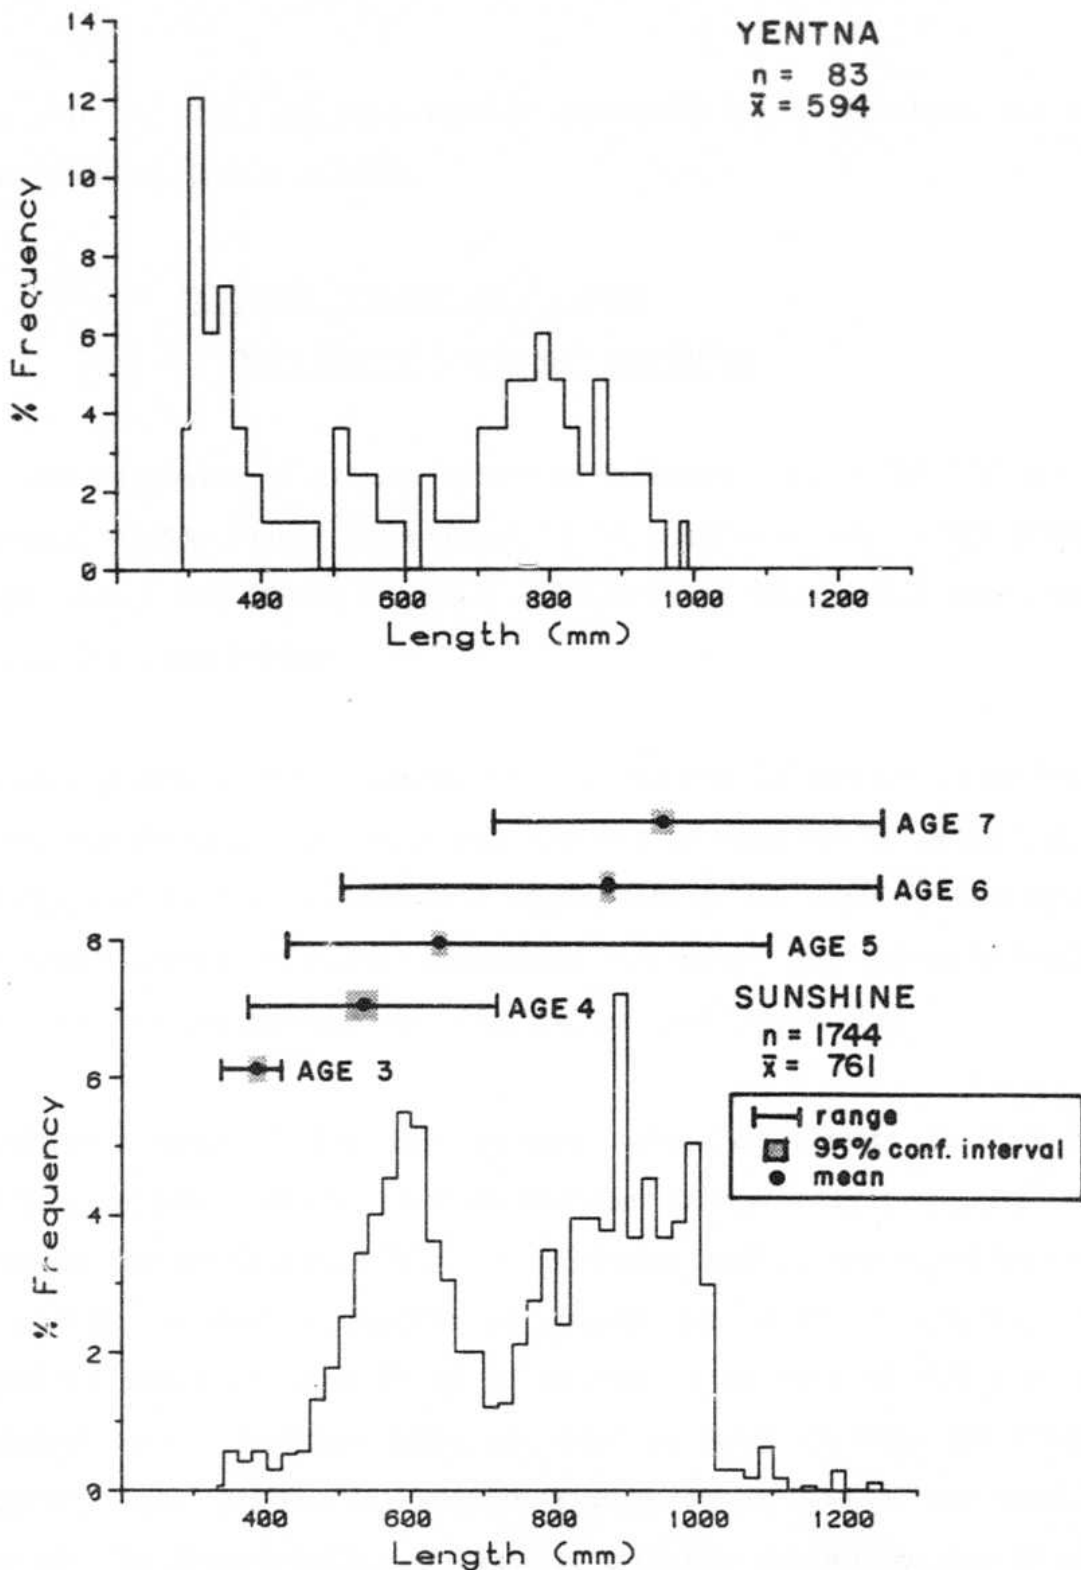 YENTNA
n = 83
x̄ = 594
14
12
10
8
6
4
2
0
% Frequency
400 600 800 1000 1200
Length (mm)
AGE 7
AGE 6
AGE 5
AGE 4
AGE 3
SUNSHINE
n = 1744
x̄ = 761
range
95% conf. interval
mean
8
6
4
2
0
% Frequency
400 600 800 1000 1200
Length (mm)